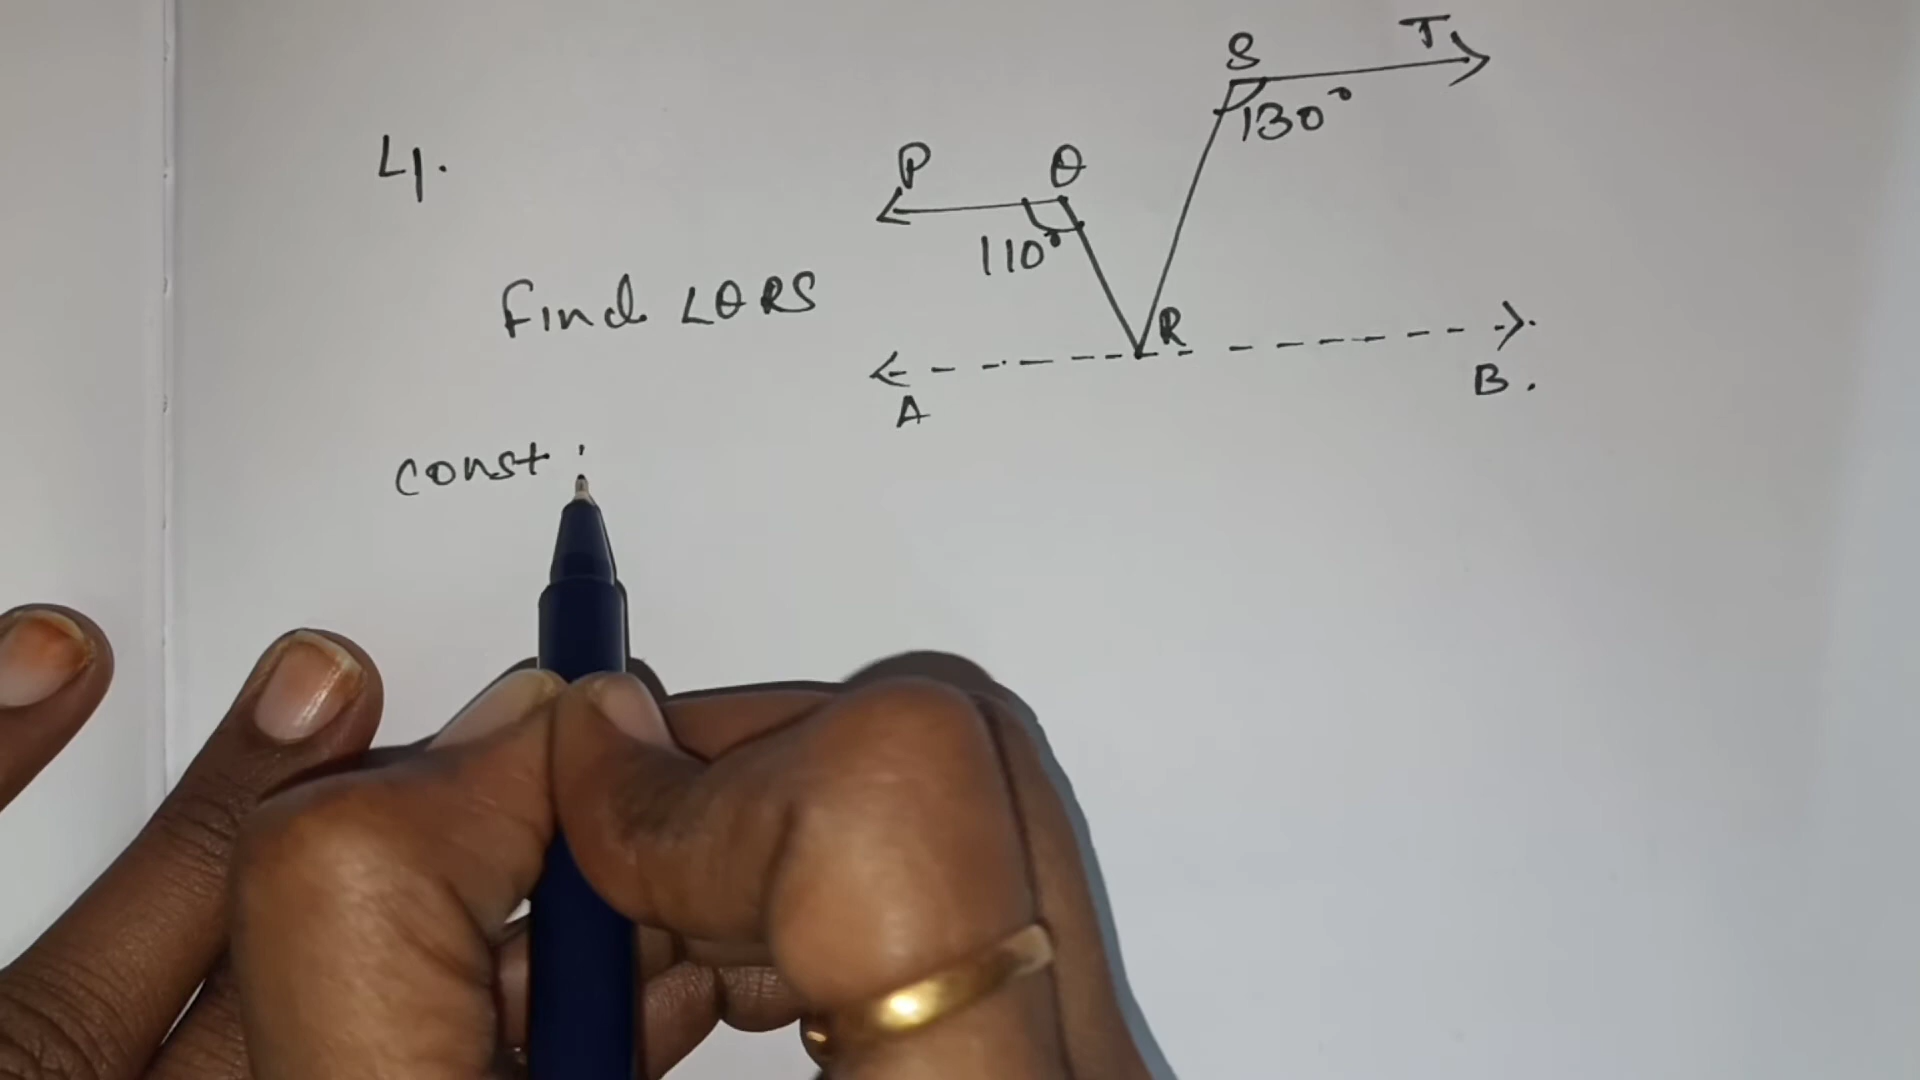 S T
130°
4. P Q
110°
Find ∠QRS
R
A B.
const :